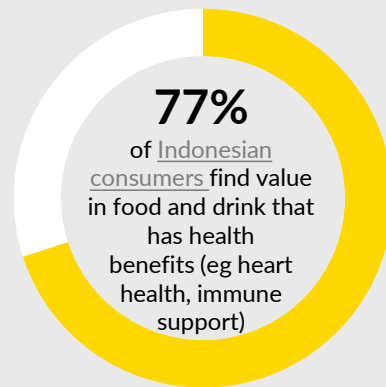 77%
of Indonesian
consumers find value
in food and drink that
has health
benefits (eg heart
health, immune
support)